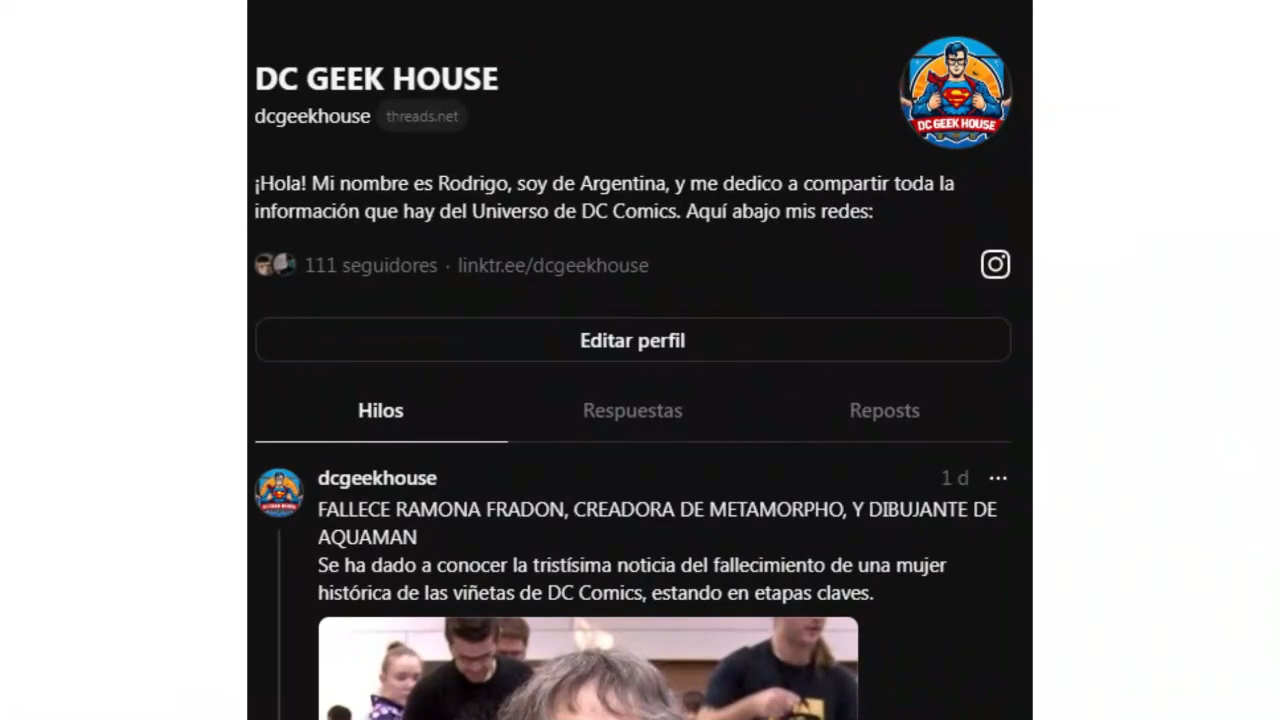 DC GEEK HOUSE
dcgeekhouse threads.net
DC GEEK HOUSE
¡Hola! Mi nombre es Rodrigo, soy de Argentina, y me dedico a compartir toda la
información que hay del Universo de DC Comics. Aquí abajo mis redes:
111 seguidores · linktr.ee/dcgeekhouse
Editar perfil
Hilos Respuestas Reposts
dcgeekhouse 1 d ...
FALLECE RAMONA FRADON, CREADORA DE METAMORPHO, Y DIBUJANTE DE
AQUAMAN
Se ha dado a conocer la tristísima noticia del fallecimiento de una mujer
histórica de las viñetas de DC Comics, estando en etapas claves.